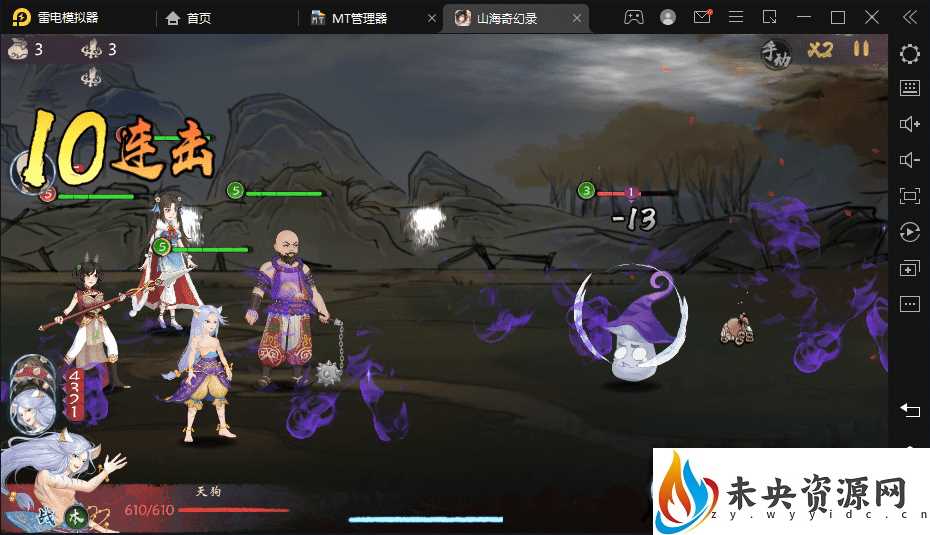 雷电模拟器
首页
MT管理器
山海奇幻录
3
3
手动
X2
10连击
5
5
5
3
1
-13
4
3
2
1
天狗
610/610
战
木
未央资源网
zy.wyyidc.cn